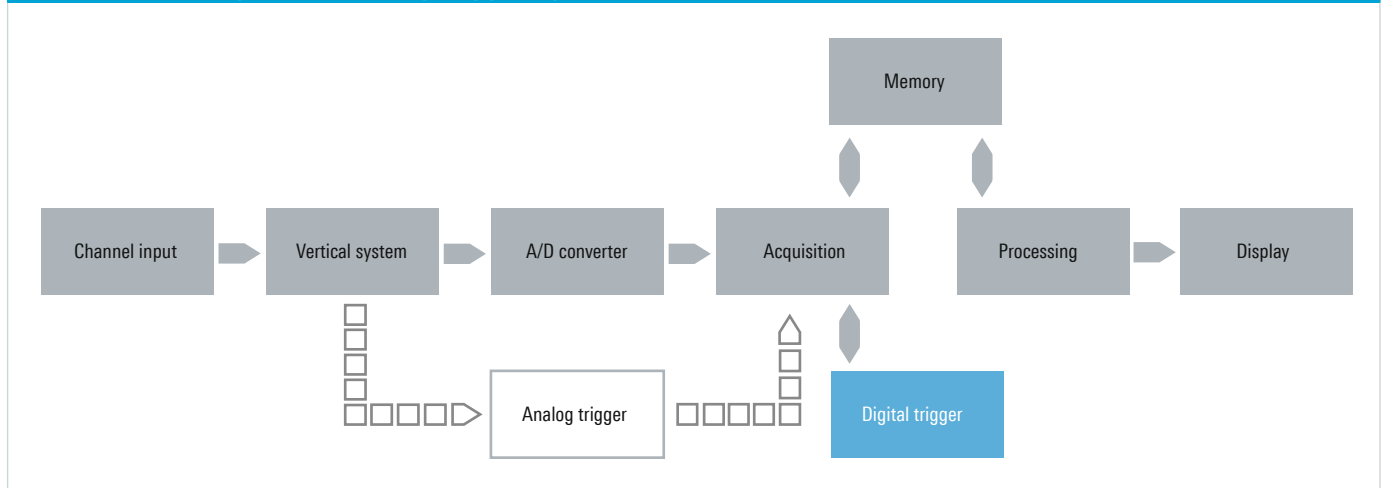 Memory
Channel input
Vertical system
A/D converter
Acquisition
Processing
Display
Analog trigger
Digital trigger